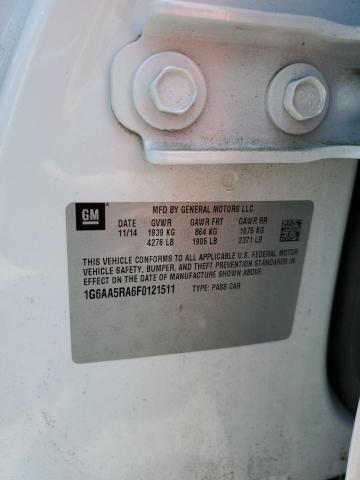 GM
MFD BY GENERAL MOTORS LLC
11/14 GVWR GAWR FRT GAWR RR
1939 KG 864 KG 1075 KG
4276 LB 1905 LB 2371 LB
THIS VEHICLE CONFORMS TO ALL APPLICABLE U.S. FEDERAL MOTOR
VEHICLE SAFETY, BUMPER, AND THEFT PREVENTION STANDARDS IN
EFFECT ON THE DATE OF MANUFACTURE SHOWN ABOVE.
1G6AA5RA6F0121511 TYPE: PASS CAR